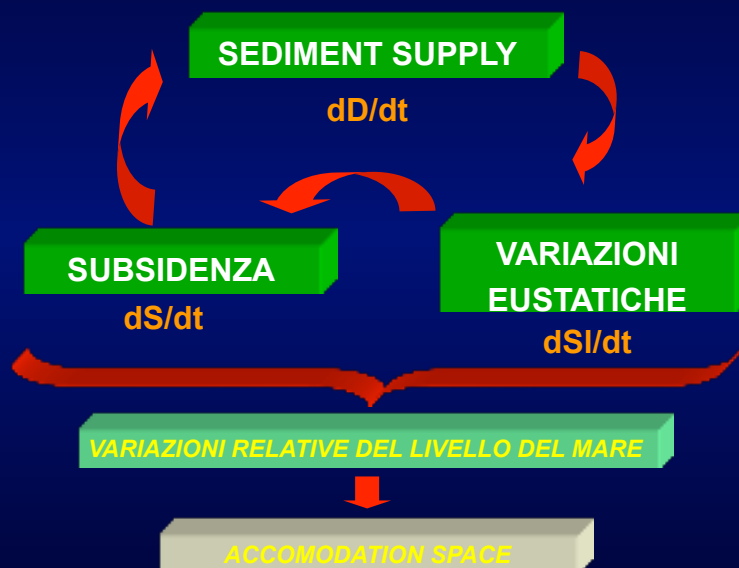 SEDIMENT SUPPLY
dD/dt
SUBSIDENZA
dS/dt
VARIAZIONI
EUSTATICHE
dSl/dt
VARIAZIONI RELATIVE DEL LIVELLO DEL MARE
ACCOMODATION SPACE